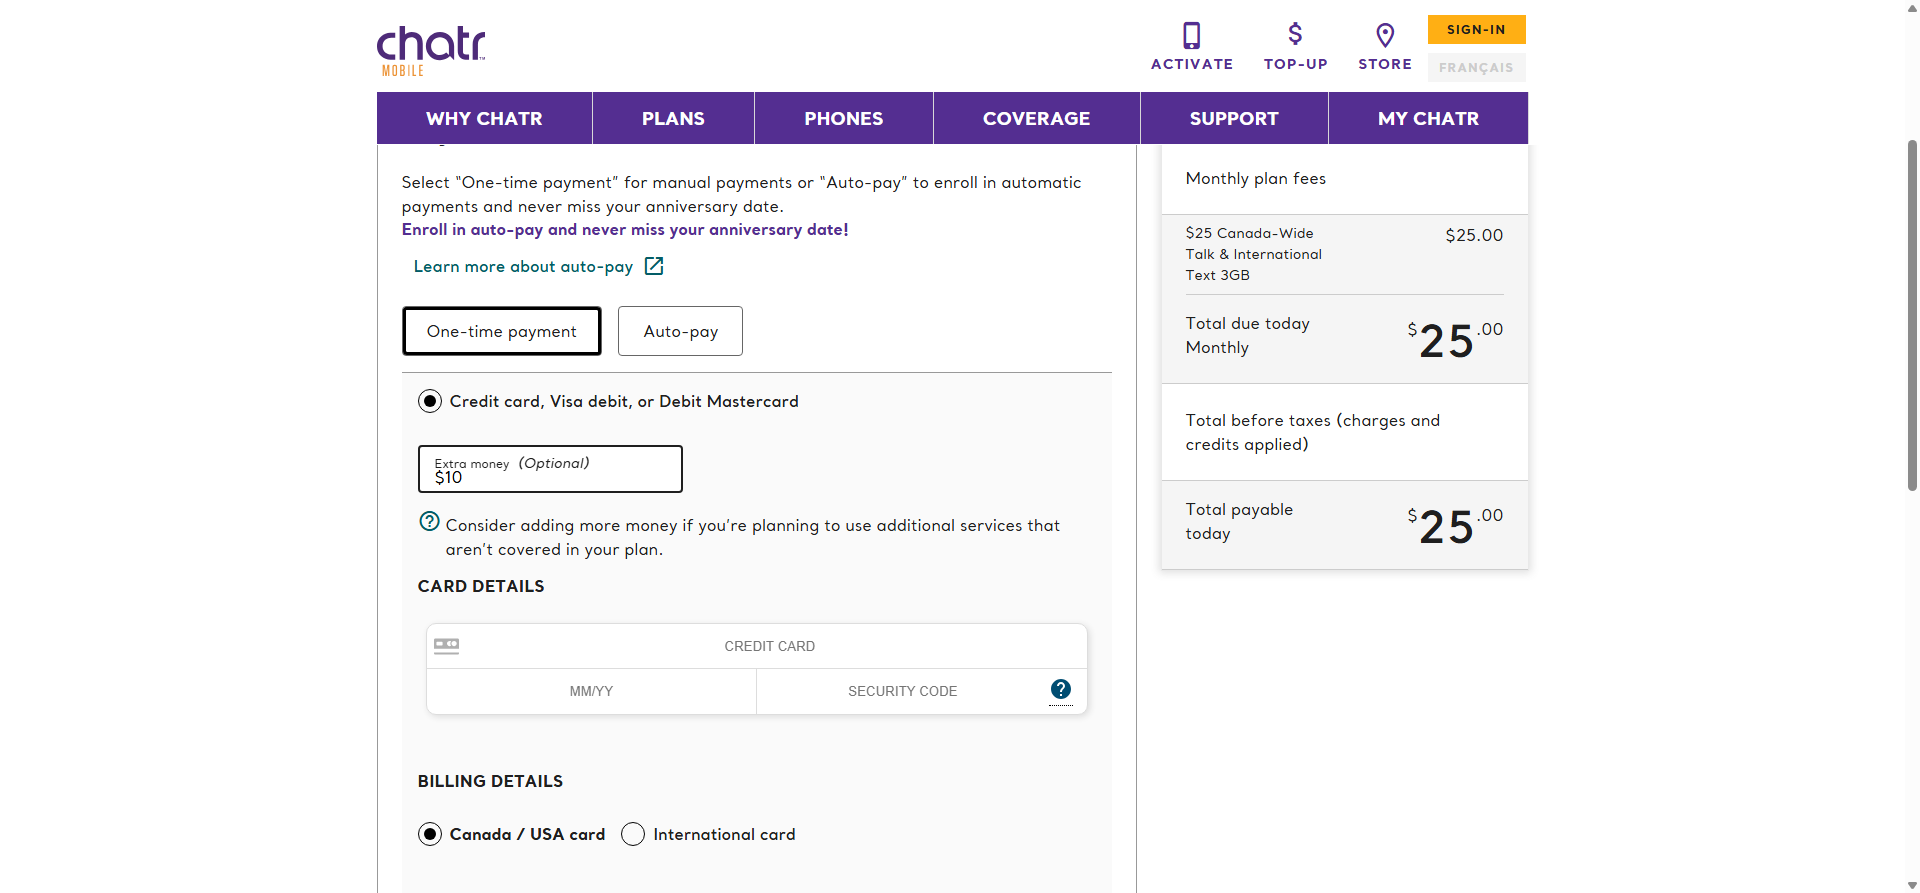 chatr
MOBILE
ACTIVATE
TOP-UP
STORE
SIGN-IN
FRANÇAIS
WHY CHATR
PLANS
PHONES
COVERAGE
SUPPORT
MY CHATR
Select “One-time payment” for manual payments or “Auto-pay” to enroll in automatic
payments and never miss your anniversary date.
Enroll in auto-pay and never miss your anniversary date!
Learn more about auto-pay
One-time payment
Auto-pay
Credit card, Visa debit, or Debit Mastercard
Extra money (Optional)
$10
Consider adding more money if you’re planning to use additional services that
aren’t covered in your plan.
CARD DETAILS
CREDIT CARD
MM/YY
SECURITY CODE
BILLING DETAILS
Canada / USA card
International card
Monthly plan fees
$25 Canada-Wide
Talk & International
Text 3GB
$25.00
Total due today
Monthly
$25.00
Total before taxes (charges and
credits applied)
Total payable
today
$25.00